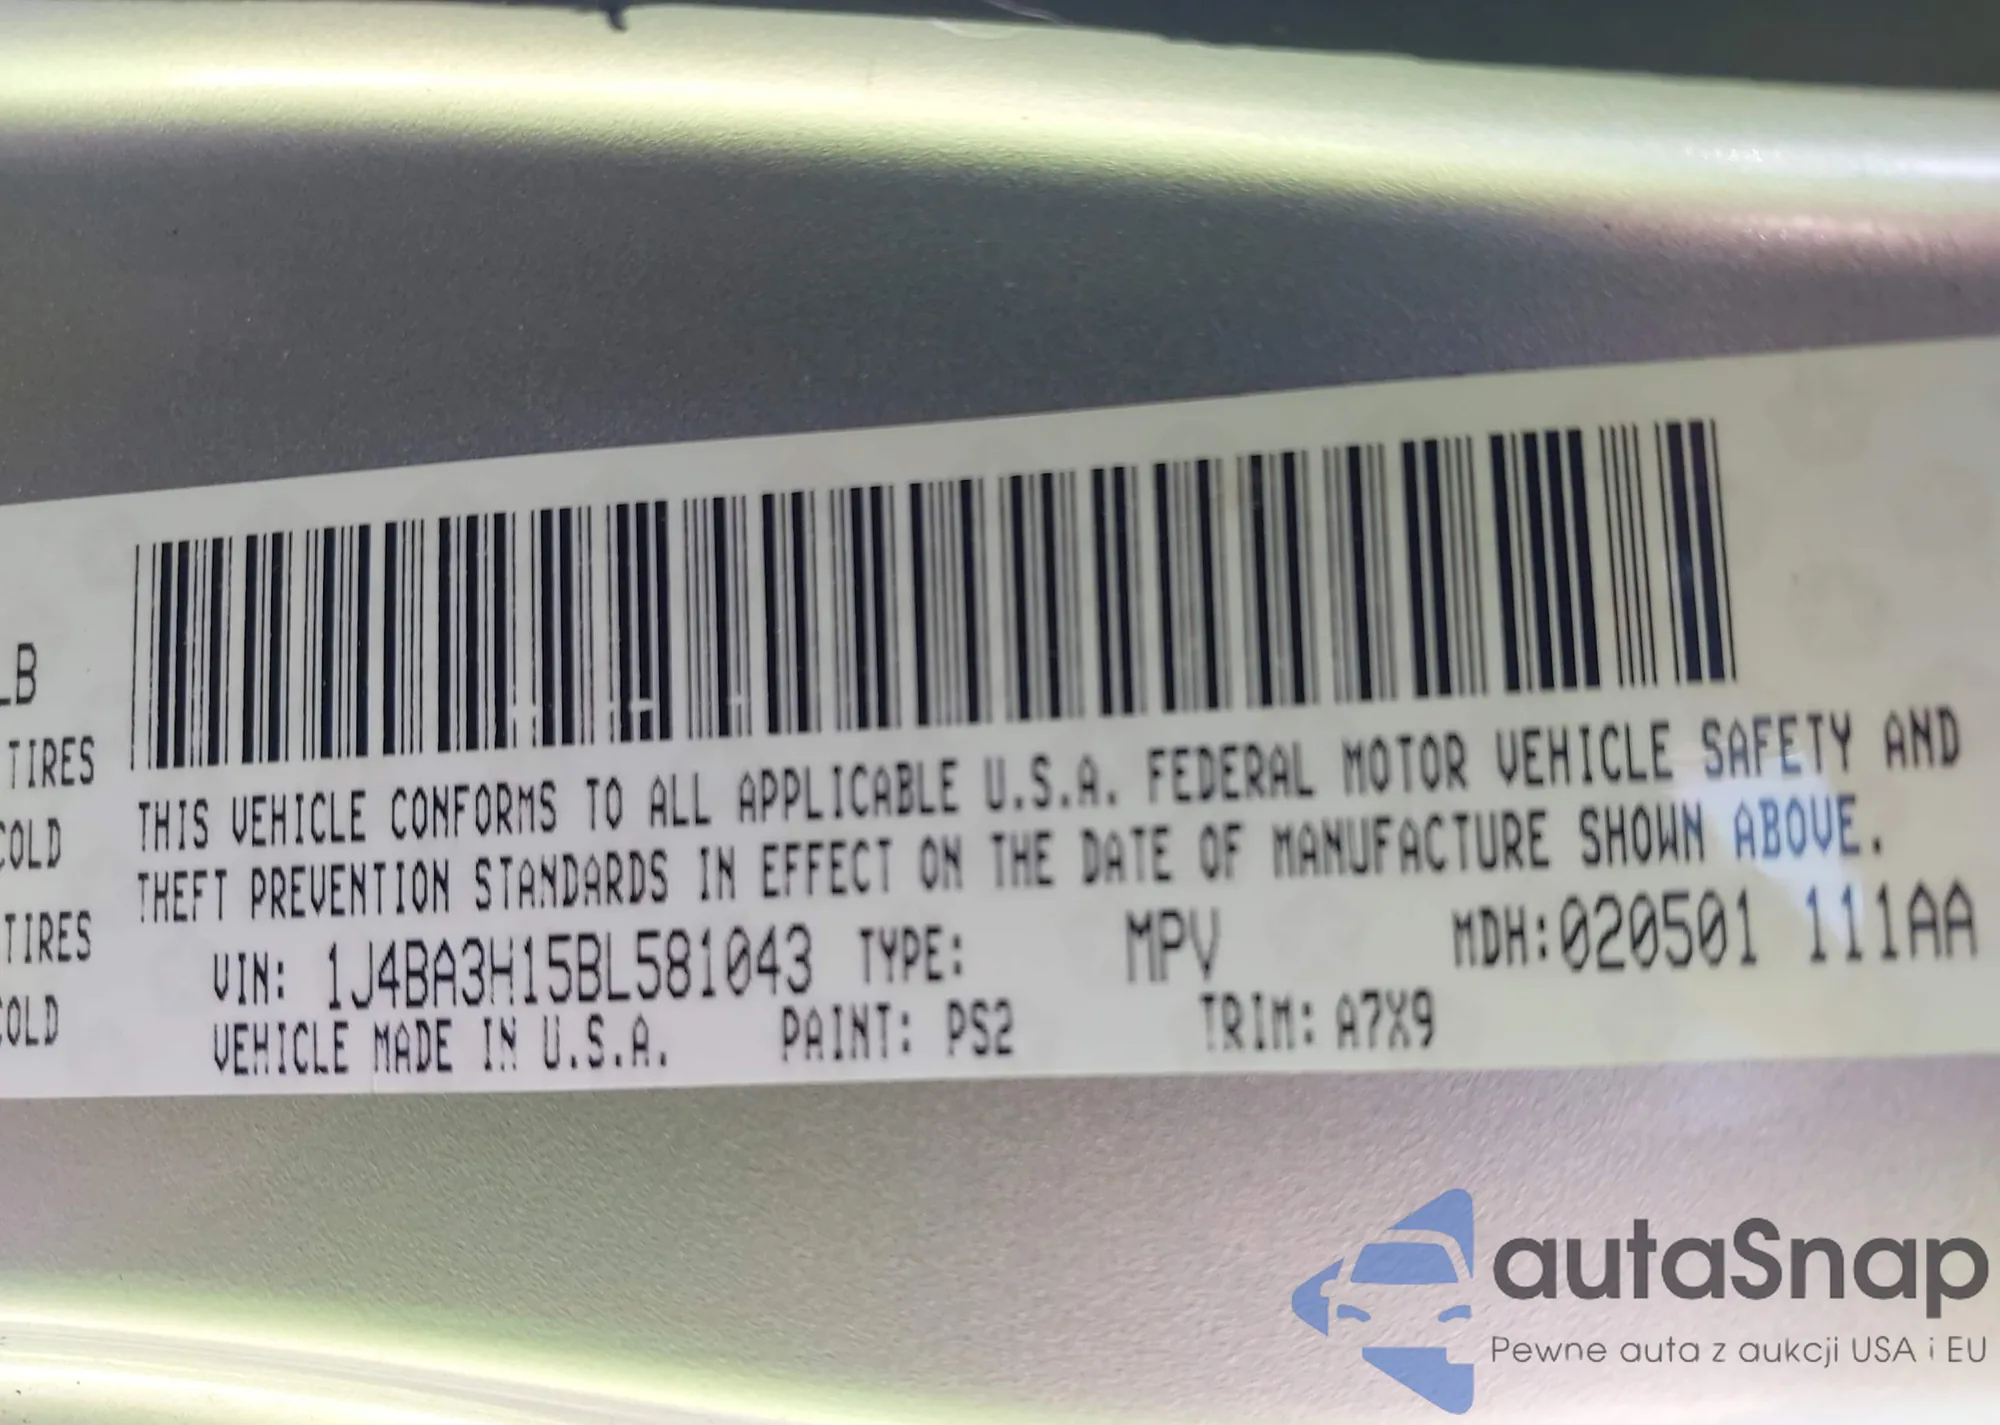 LB
TIRES
COLD
TIRES
COLD
THIS VEHICLE CONFORMS TO ALL APPLICABLE U.S.A. FEDERAL MOTOR VEHICLE SAFETY AND
THEFT PREVENTION STANDARDS IN EFFECT ON THE DATE OF MANUFACTURE SHOWN ABOVE.
VIN: 1J4BA3H15BL581043 TYPE: MPV MDH:020501 111AA
VEHICLE MADE IN U.S.A. PAINT: PS2 TRIM: A7X9
autaSnap
Pewne auta z aukcji USA i EU